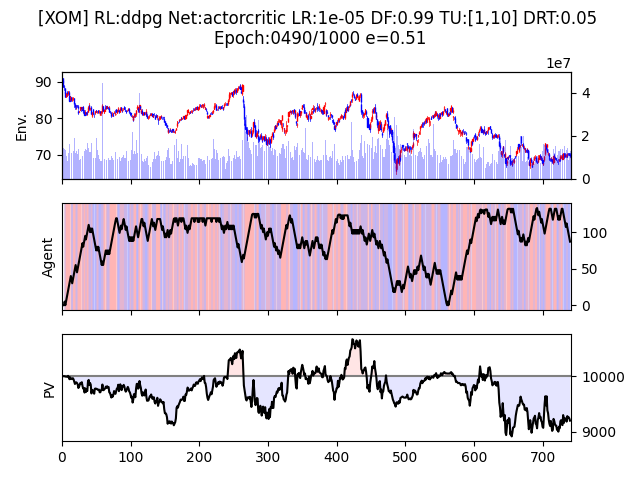 [XOM] RL:ddpg Net:actorcritic LR:1e-05 DF:0.99 TU:[1,10] DRT:0.05
Epoch:0490/1000 e=0.51
1e7
90
80
70
Env.
4
2
0
Agent
100
50
0
PV
10000
9000
0 100 200 300 400 500 600 700